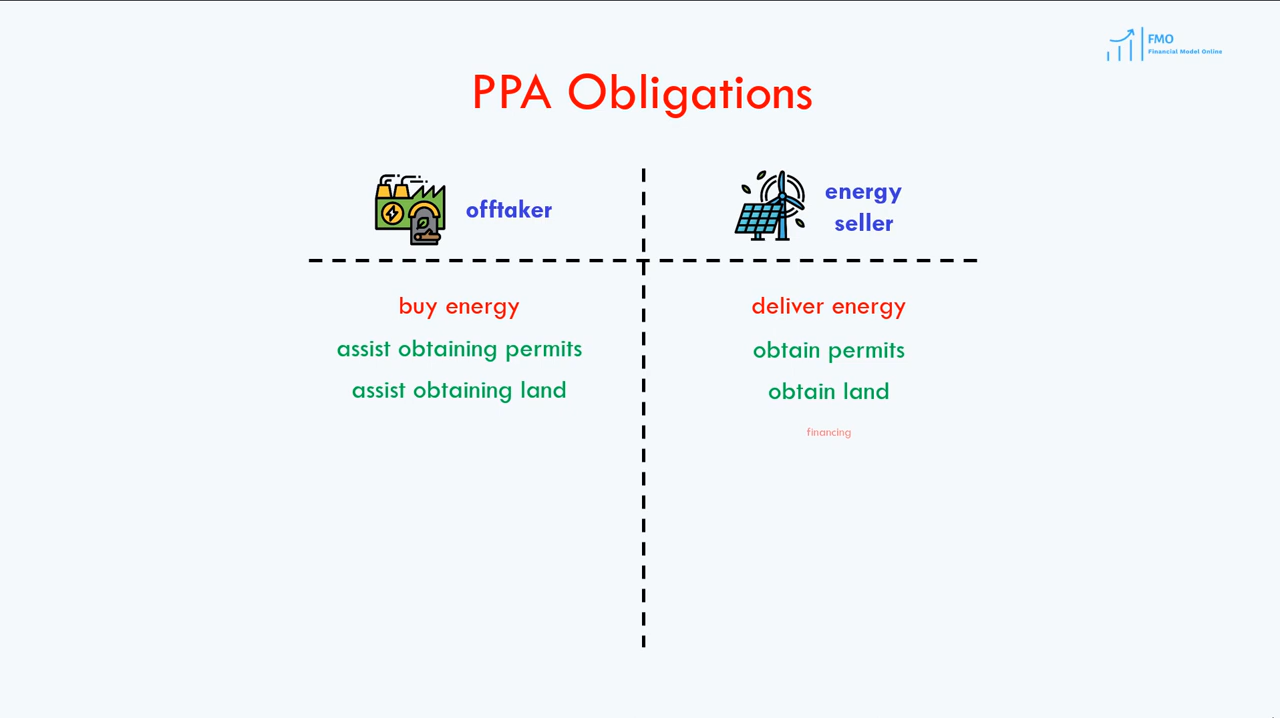 FMO
Financial Model Online
PPA Obligations
offtaker
energy
seller
buy energy
assist obtaining permits
assist obtaining land
deliver energy
obtain permits
obtain land
financing